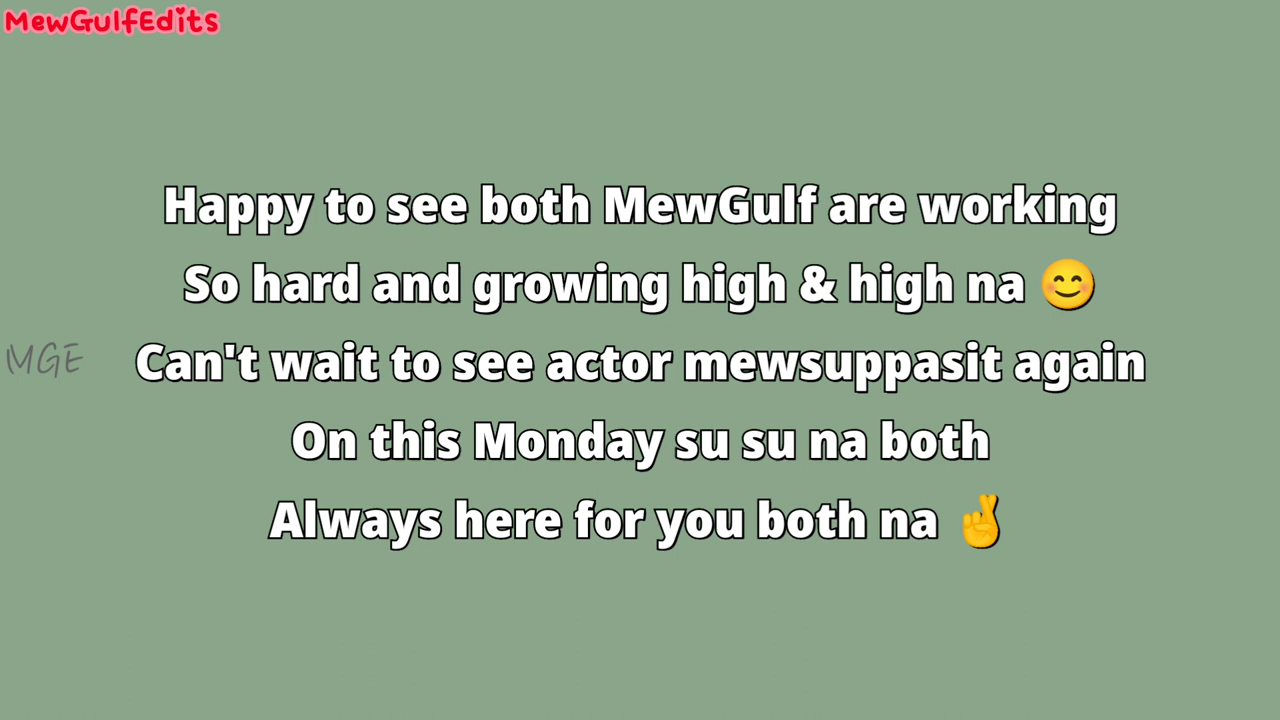 MewGulfEdits
Happy to see both MewGulf are working
So hard and growing high & high na 😊
MGE
Can't wait to see actor mewsuppasit again
On this Monday su su na both
Always here for you both na 🤞